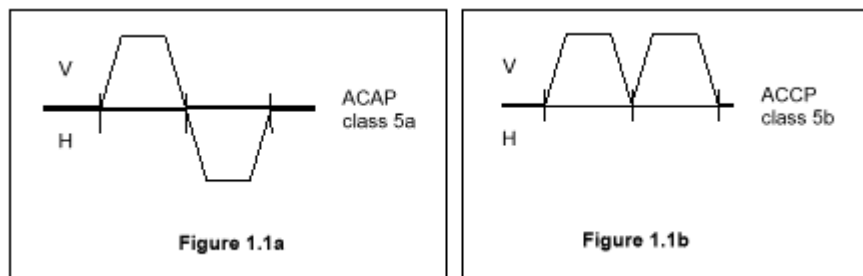 V
H
ACAP
class 5a
Figure 1.1a
V
H
ACCP
class 5b
Figure 1.1b